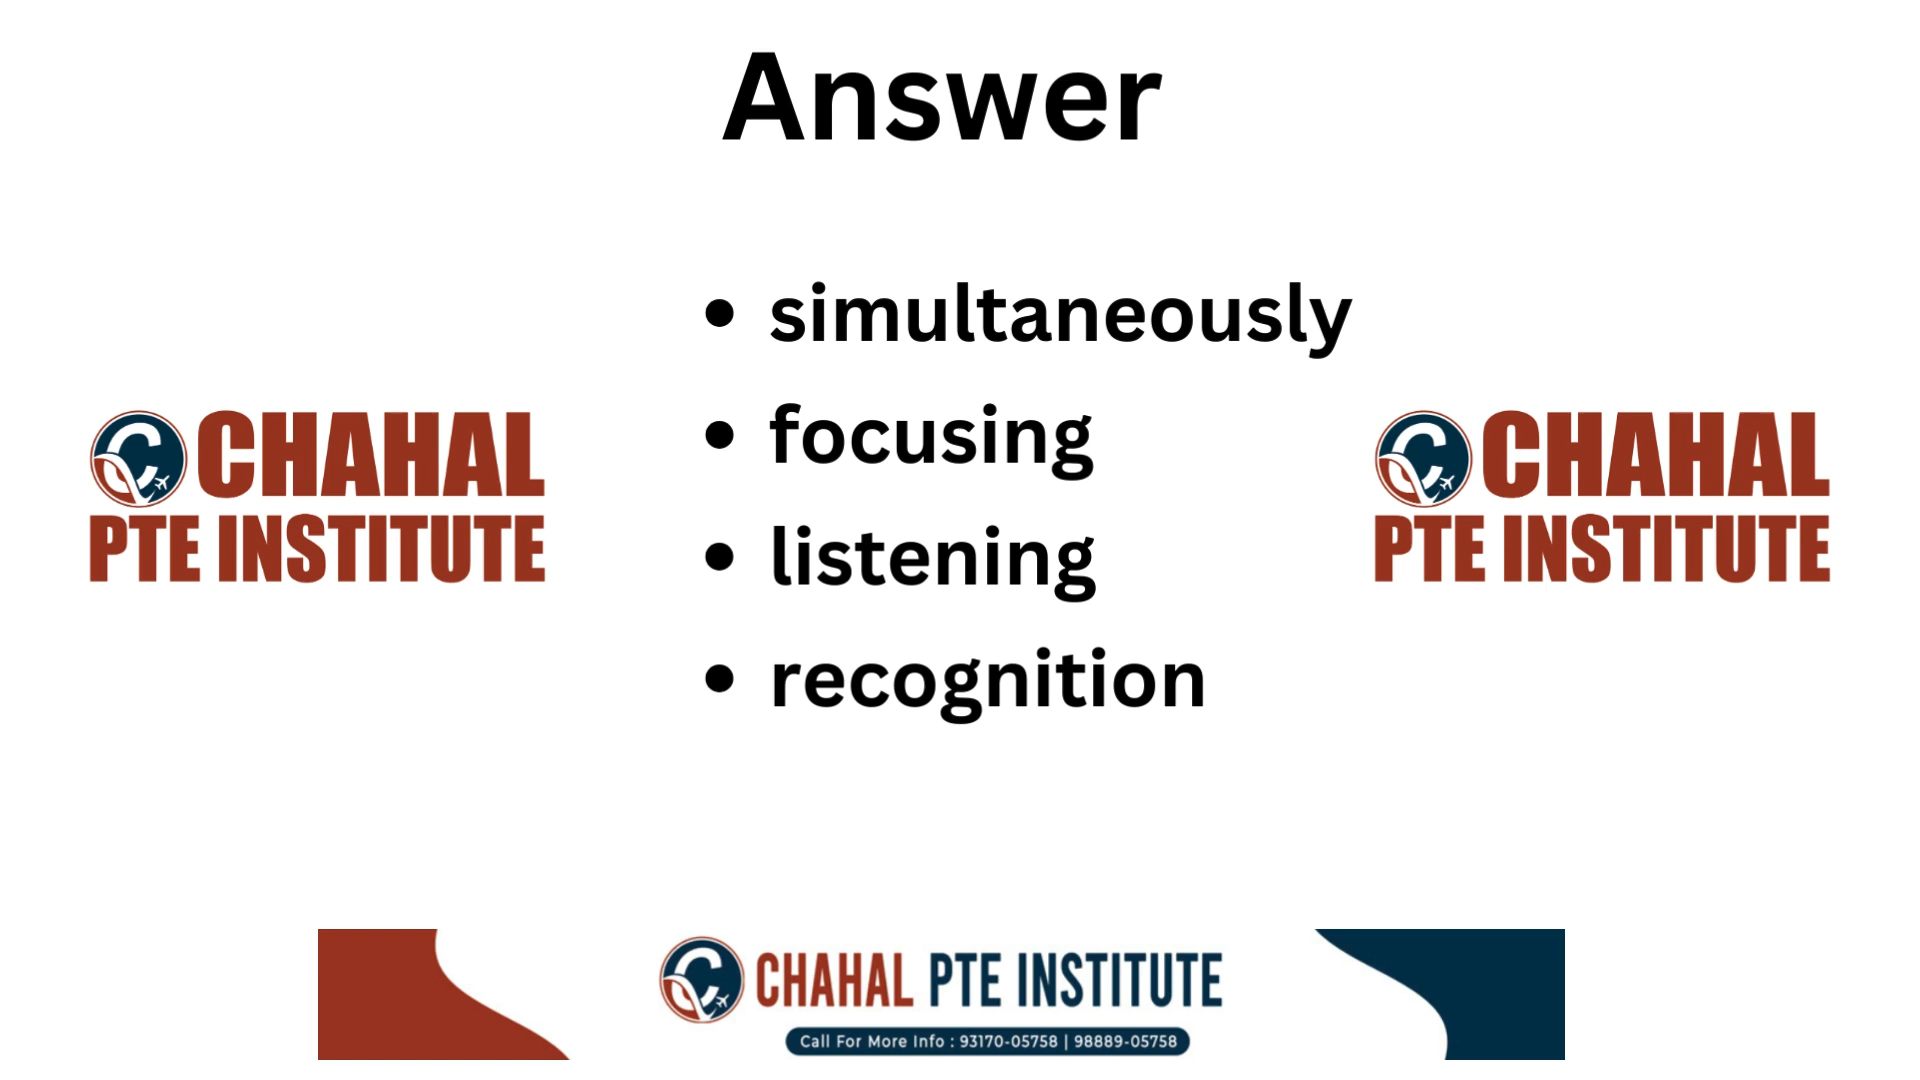 Answer
• simultaneously
• focusing
• listening
• recognition
CHAHAL
PTE INSTITUTE
CHAHAL
PTE INSTITUTE
CHAHAL PTE INSTITUTE
Call For More Info : 93170-05758 | 98889-05758